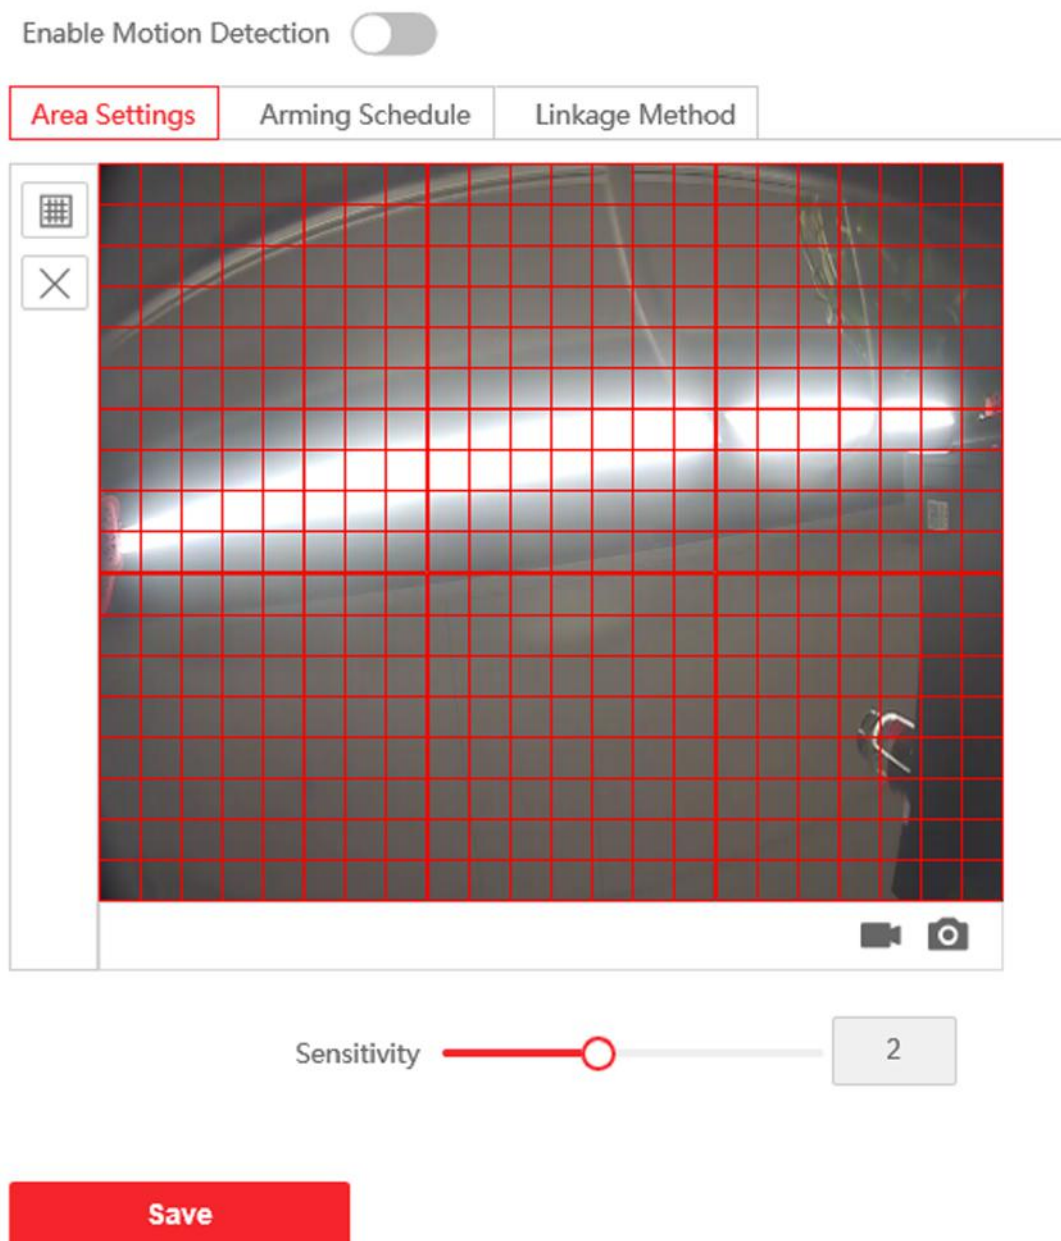 Enable Motion Detection
Area Settings Arming Schedule Linkage Method
Sensitivity 2
Save